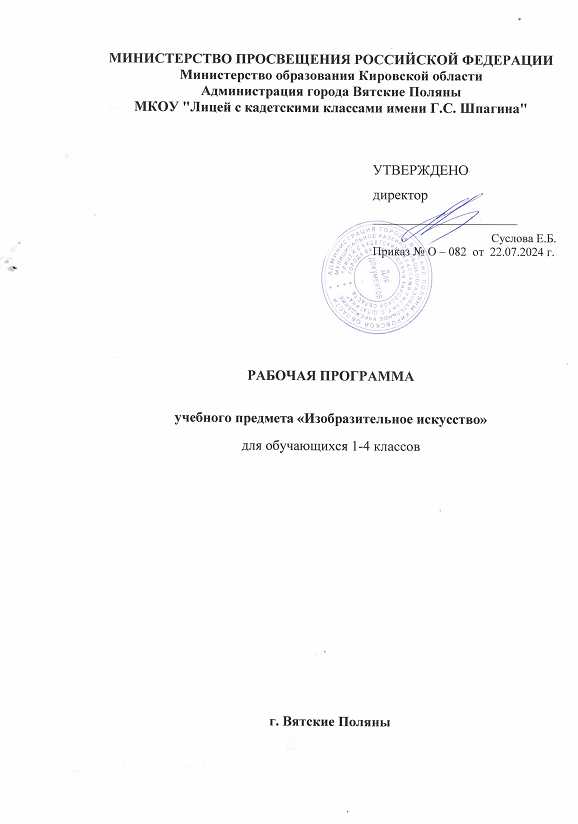 МИНИСТЕРСТВО ПРОСВЕЩЕНИЯ РОССИЙСКОЙ ФЕДЕРАЦИИ
Министерство образования Кировской области
Администрация города Вятские Поляны
МКОУ "Лицей с кадетскими классами имени Г.С. Шпагина"
УТВЕРЖДЕНО
директор
Суслова Е.Б.
Приказ № О – 082 от 22.07.2024 г.
Для
документов
РАБОЧАЯ ПРОГРАММА
учебного предмета «Изобразительное искусство»
для обучающихся 1-4 классов
г. Вятские Поляны